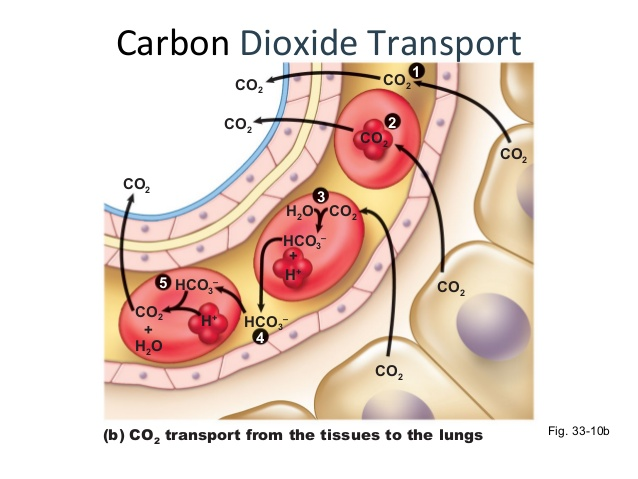 Carbon Dioxide Transport
CO₂
CO₂ 1
CO₂
2
CO₂
CO₂
CO₂
3
H₂O CO₂
HCO₃⁻
+
H⁺
5 HCO₃⁻
CO₂
+
H₂O
H⁺
HCO₃⁻
4
CO₂
CO₂
(b) CO₂ transport from the tissues to the lungs
Fig. 33-10b